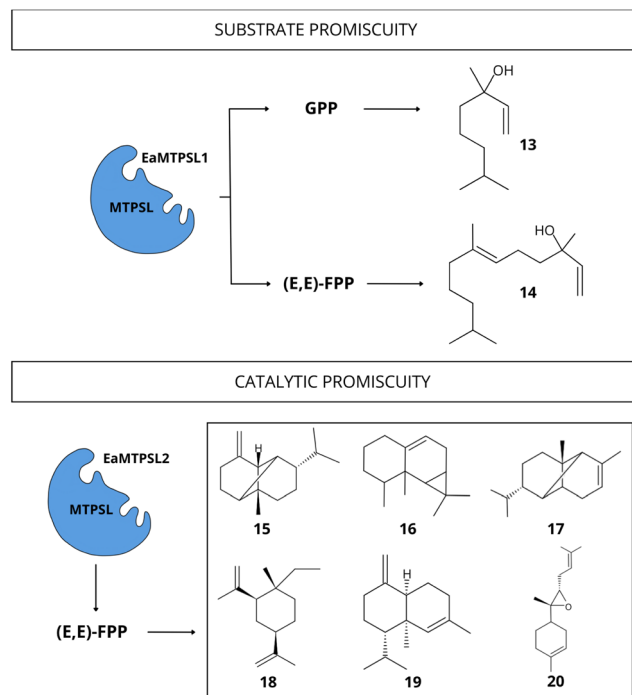 SUBSTRATE PROMISCUITY
OH
GPP
EaMTPSL1
13
MTPSL
HO
(E,E)-FPP
14
CATALYTIC PROMISCUITY
H
EaMTPSL2
MTPSL
15
16
17
H
O
(E,E)-FPP
18
19
20